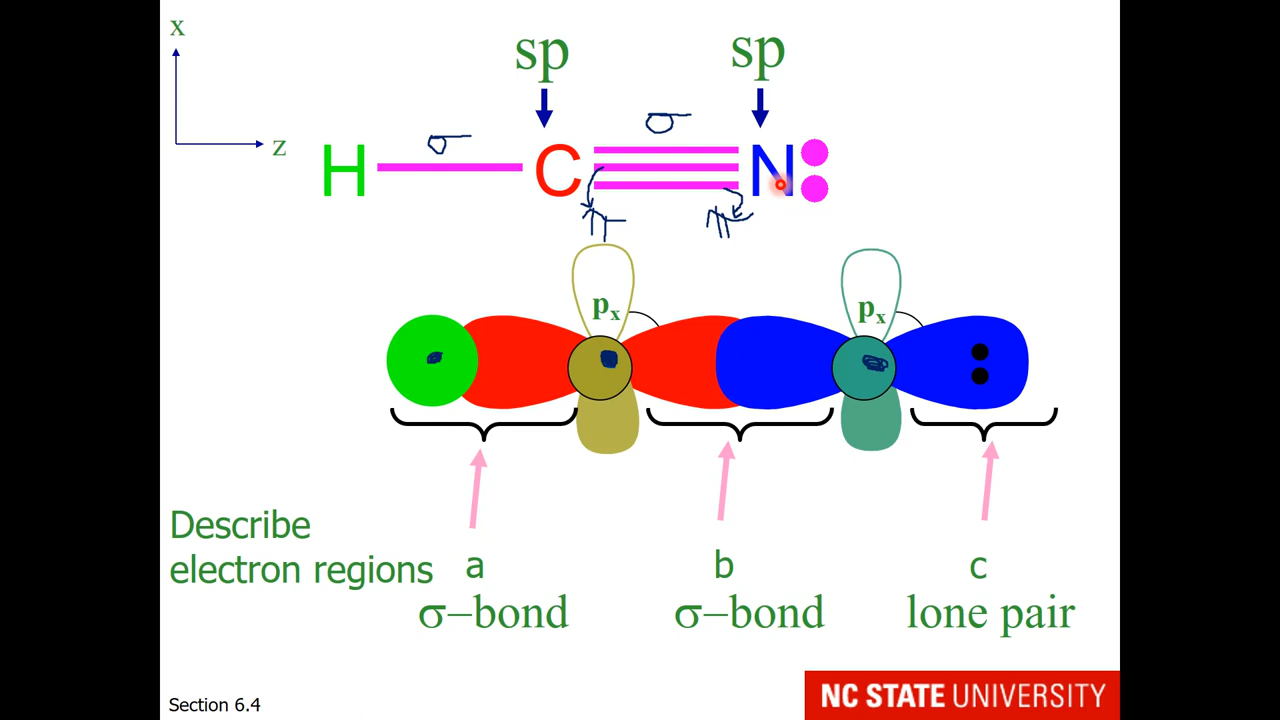 x
sp
sp
σ
σ
z
H
C
N
π
π
px
px
Describe
electron regions
a
b
c
σ–bond
σ–bond
lone pair
Section 6.4
NC STATE UNIVERSITY